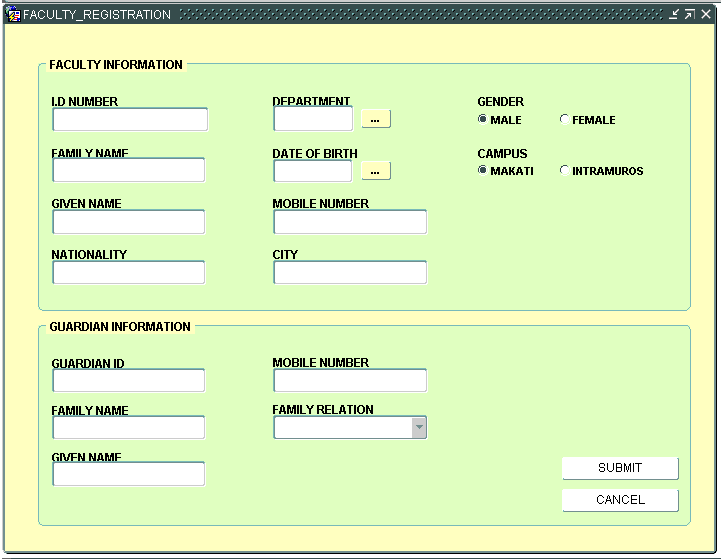 FACULTY_REGISTRATION
FACULTY INFORMATION
I.D NUMBER
DEPARTMENT
...
GENDER
MALE
FEMALE
FAMILY NAME
DATE OF BIRTH
...
CAMPUS
MAKATI
INTRAMUROS
GIVEN NAME
MOBILE NUMBER
NATIONALITY
CITY
GUARDIAN INFORMATION
GUARDIAN ID
MOBILE NUMBER
FAMILY NAME
FAMILY RELATION
GIVEN NAME
SUBMIT
CANCEL